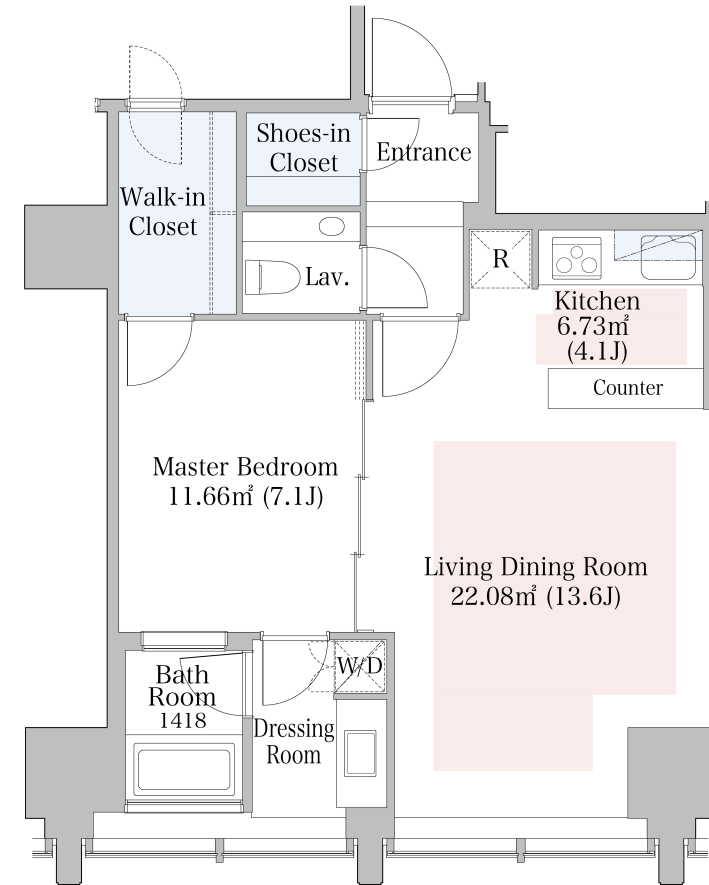 Shoes-in
Closet
Entrance
Walk-in
Closet
Lav.
R
Kitchen
6.73㎡
(4.1J)
Counter
Master Bedroom
11.66㎡ (7.1J)
Living Dining Room
22.08㎡ (13.6J)
Bath
Room
1418
W/D
Dressing
Room